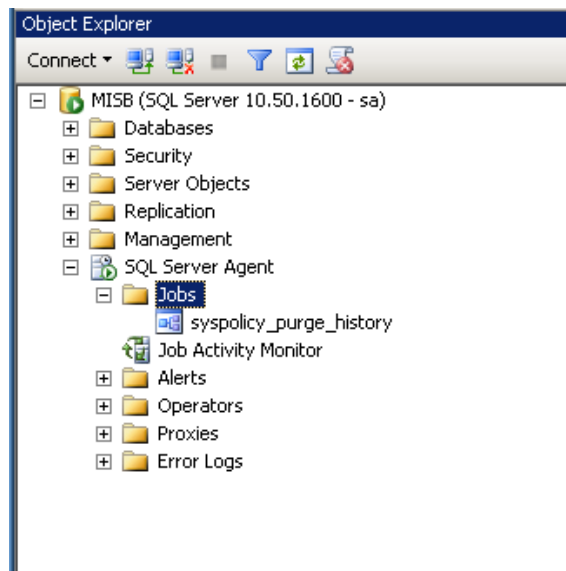 Object Explorer
Connect
MISB (SQL Server 10.50.1600 - sa)
Databases
Security
Server Objects
Replication
Management
SQL Server Agent
Jobs
syspolicy_purge_history
Job Activity Monitor
Alerts
Operators
Proxies
Error Logs